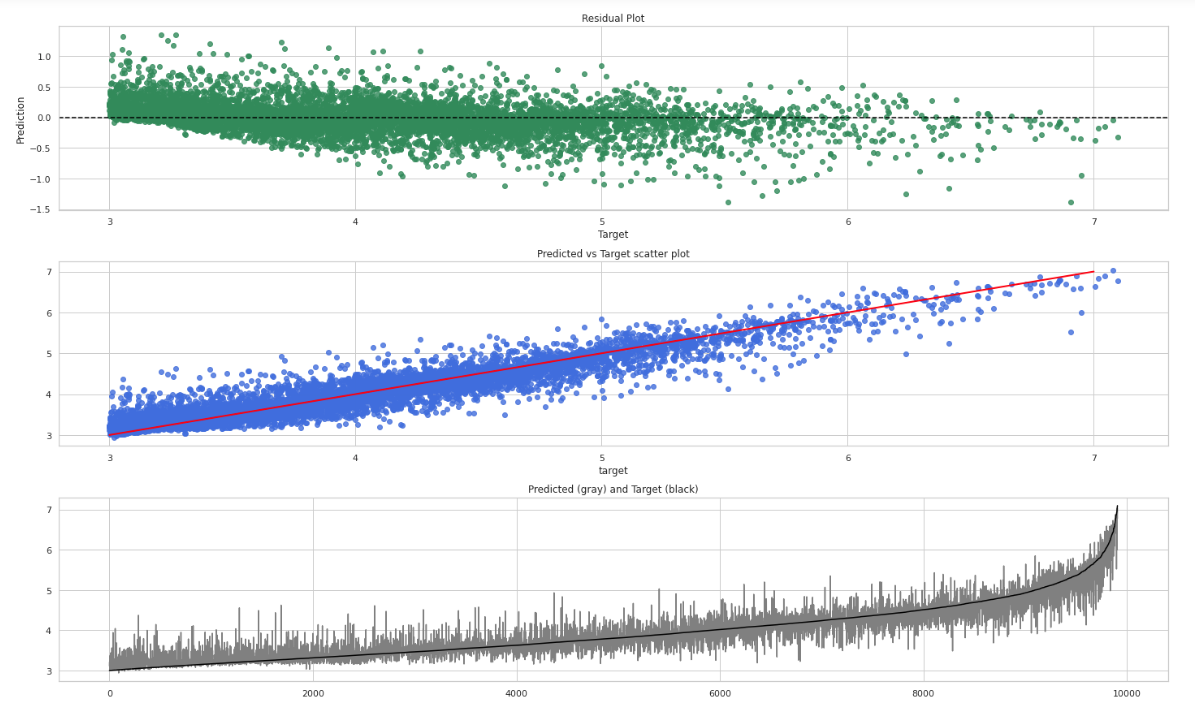 Residual Plot
1.0
0.5
0.0
−0.5
−1.0
−1.5
Prediction
3 4 5 6 7
Target
Predicted vs Target scatter plot
7
6
5
4
3
3 4 5 6 7
target
Predicted (gray) and Target (black)
7
6
5
4
3
0 2000 4000 6000 8000 10000